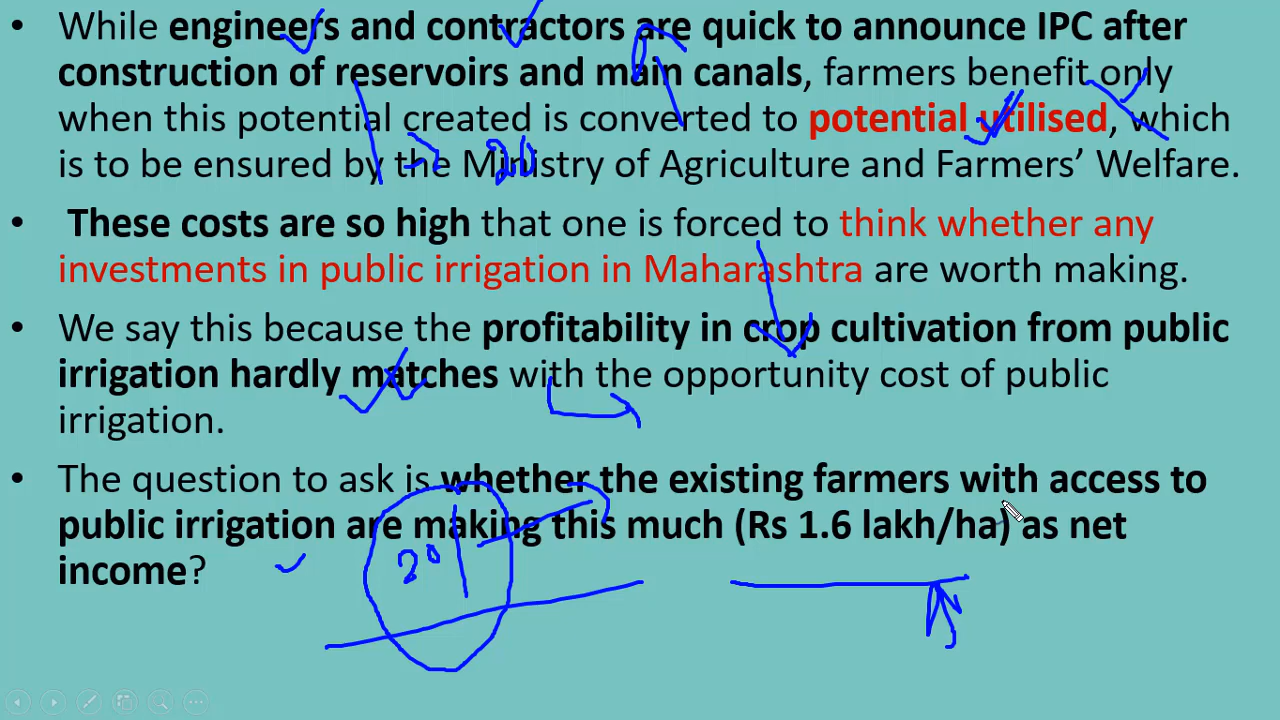 • While engineers and contractors are quick to announce IPC after
construction of reservoirs and main canals, farmers benefit only
when this potential created is converted to potential utilised, which
is to be ensured by the Ministry of Agriculture and Farmers' Welfare.
• These costs are so high that one is forced to think whether any
investments in public irrigation in Maharashtra are worth making.
• We say this because the profitability in crop cultivation from public
irrigation hardly matches with the opportunity cost of public
irrigation.
• The question to ask is whether the existing farmers with access to
public irrigation are making this much (Rs 1.6 lakh/ha) as net
income?